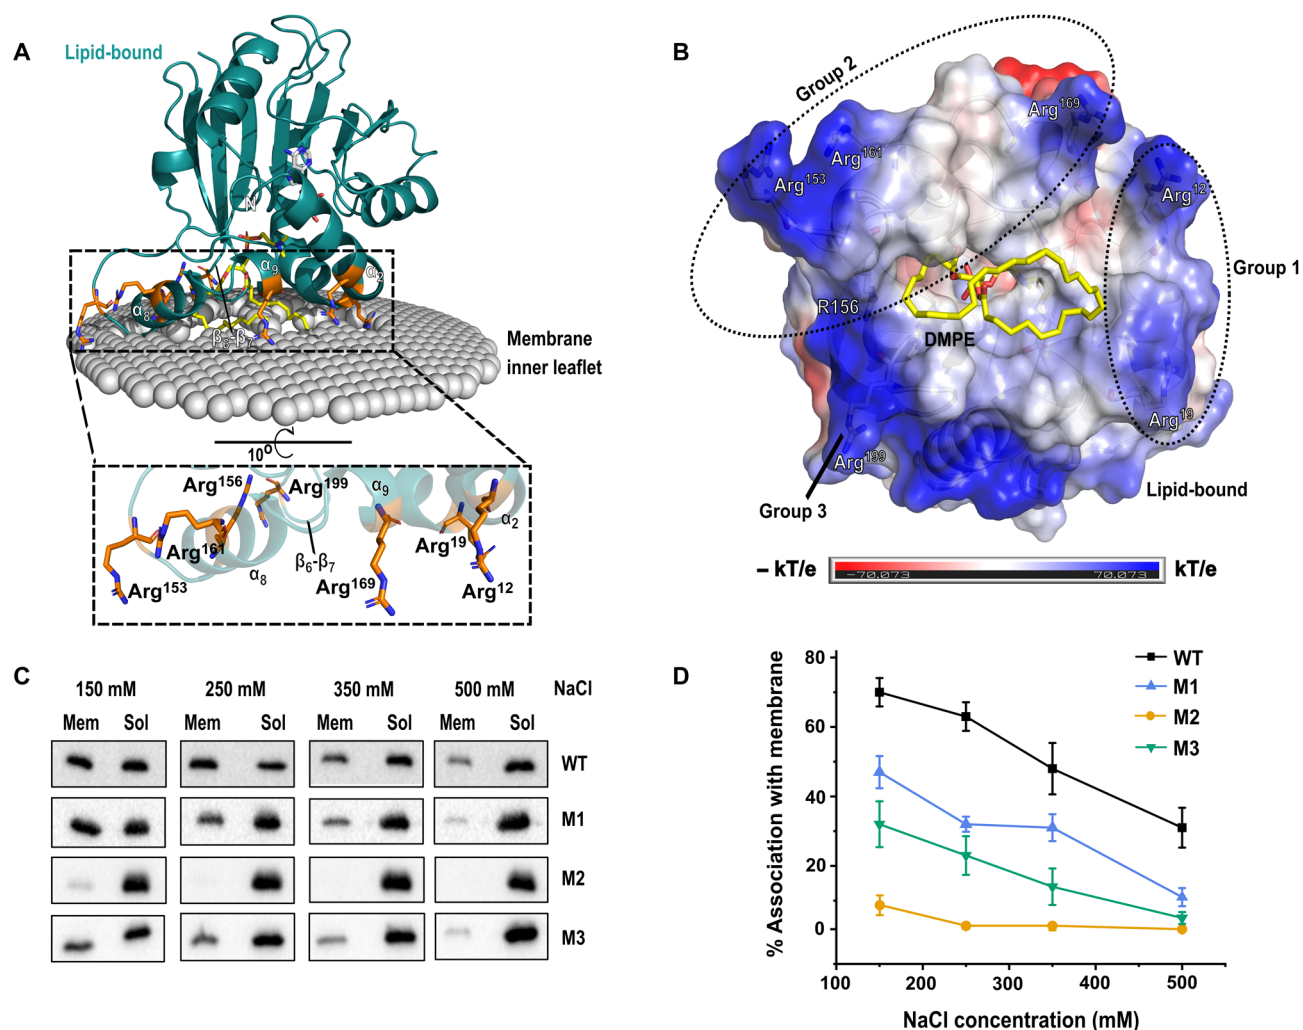 A
Lipid-bound
N
α9
α2
α8
β6-β7
Membrane
inner leaflet
10°
Arg156
Arg199
α9
α2
Arg161
Arg19
α8
β6-β7
Arg153
Arg169
Arg12
B
Group 2
Arg169
Arg161
Arg153
Arg12
Group 1
R156
DMPE
Arg19
Arg199
Group 3
Lipid-bound
– kT/e
-70.073
70.073
kT/e
C
150 mM
250 mM
350 mM
500 mM
NaCl
Mem
Sol
Mem
Sol
Mem
Sol
Mem
Sol
WT
M1
M2
M3
D
80
60
40
20
0
% Association with membrane
WT
M1
M2
M3
100
200
300
400
500
NaCl concentration (mM)